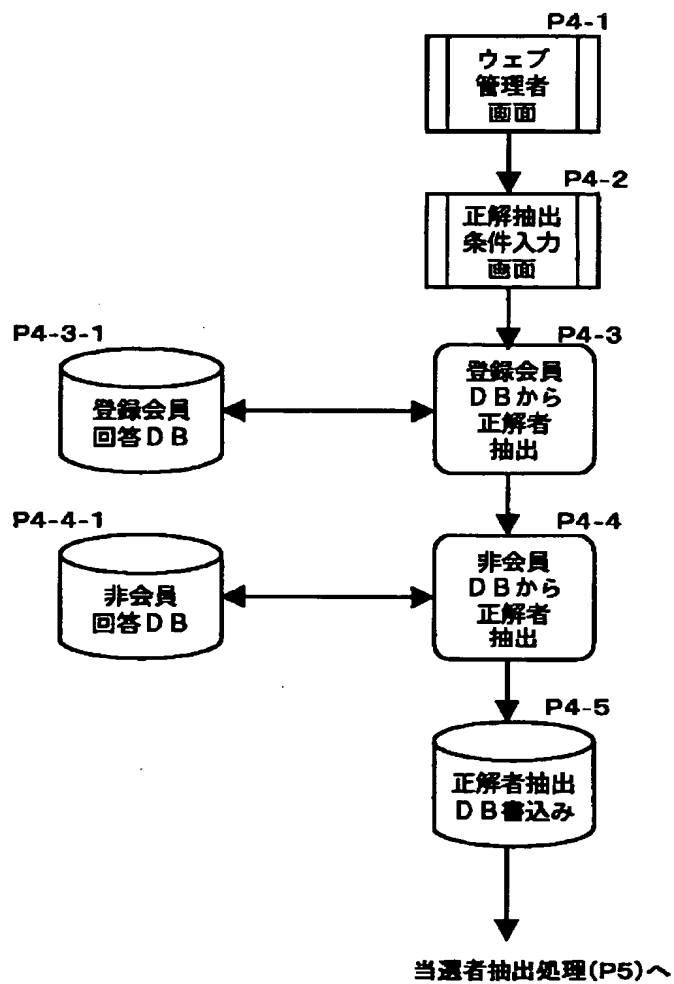 P4-1
ウェブ
管理者
画面
P4-2
正解抽出
条件入力
画面
P4-3-1
登録会員
回答DB
P4-3
登録会員
DBから
正解者
抽出
P4-4-1
非会員
回答DB
P4-4
非会員
DBから
正解者
抽出
P4-5
正解者抽出
DB書込み
当選者抽出処理(P5)へ